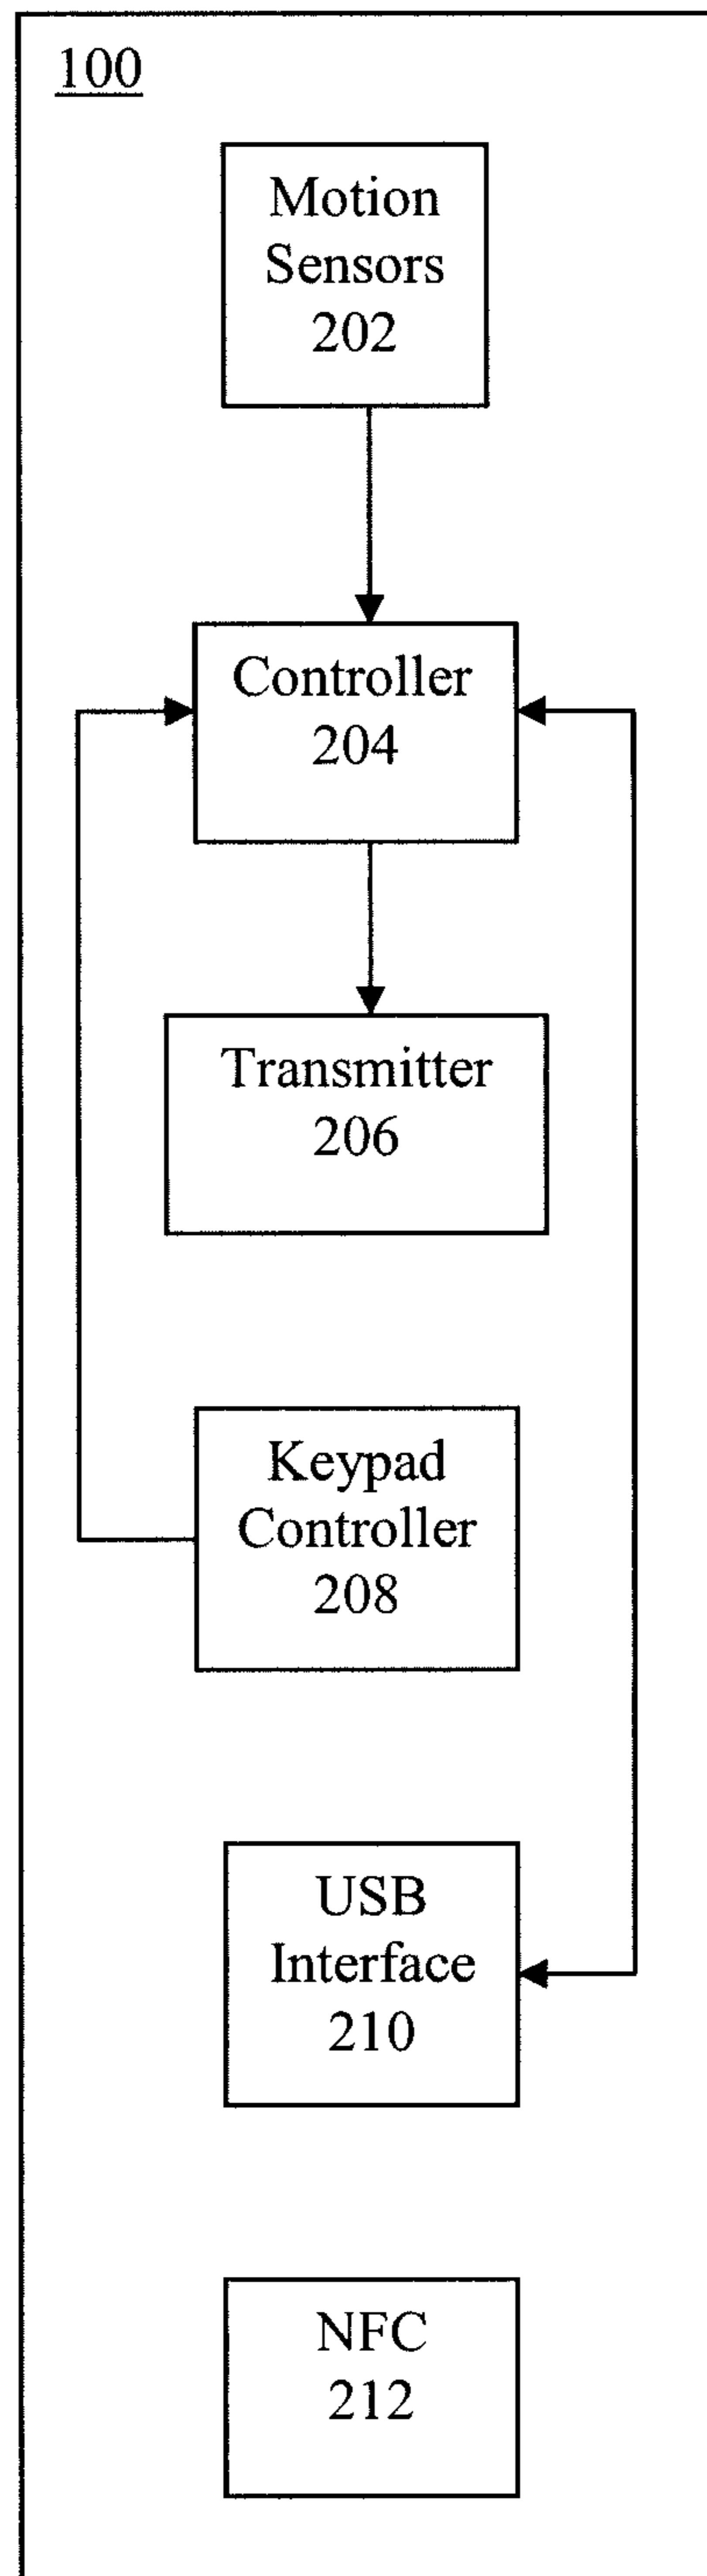 100
Motion
Sensors
202
Controller
204
Transmitter
206
Keypad
Controller
208
USB
Interface
210
NFC
212